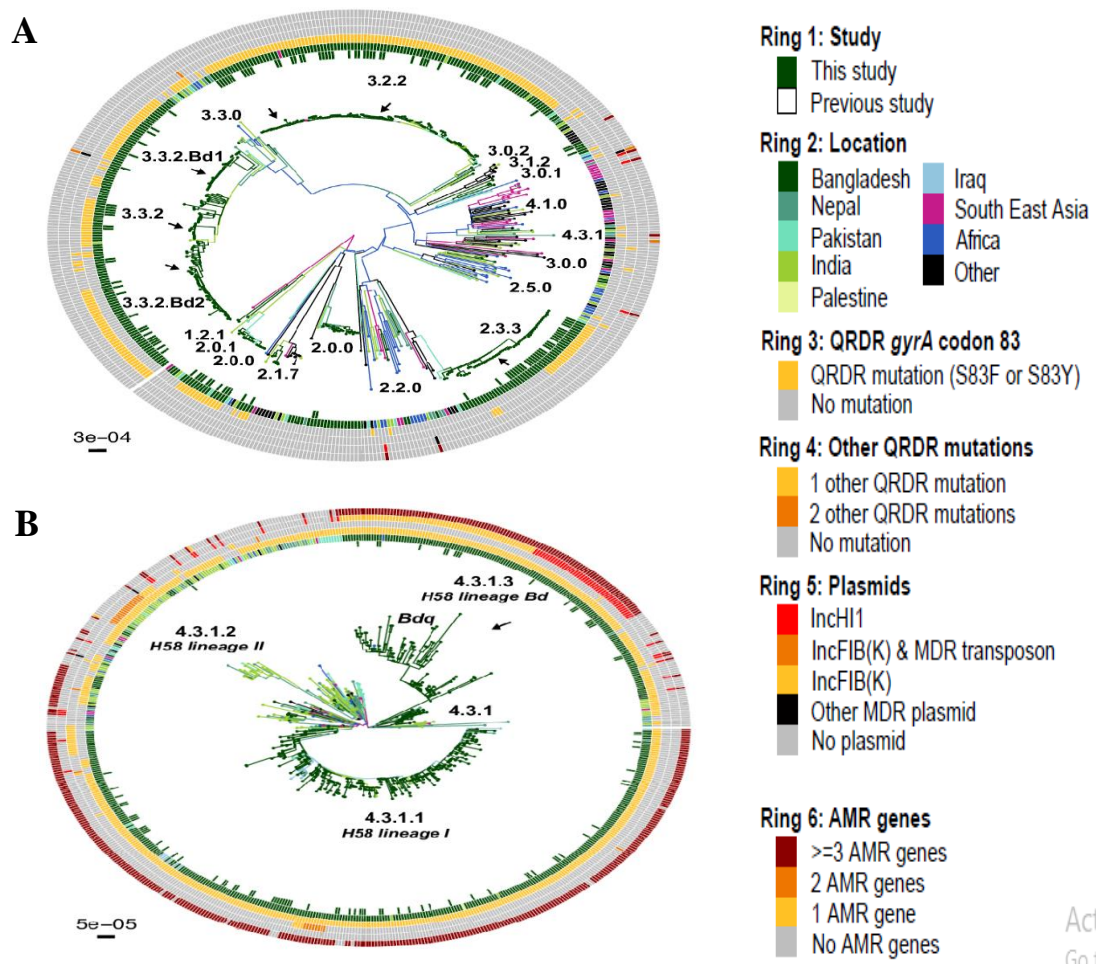 A
3.2.2
3.3.0
3.0.2
3.1.2
3.0.1
3.3.2.Bd1
4.1.0
3.3.2
4.3.1
3.0.0
2.5.0
3.3.2.Bd2
1.2.1
2.0.1
2.0.0
2.0.0
2.3.3
2.1.7
2.2.0
3e−04
B
4.3.1.3
H58 lineage Bd
Bdq
4.3.1.2
H58 lineage II
4.3.1
4.3.1.1
H58 lineage I
5e−05
Ring 1: Study
This study
Previous study
Ring 2: Location
Bangladesh
Nepal
Pakistan
India
Palestine
Iraq
South East Asia
Africa
Other
Ring 3: QRDR gyrA codon 83
QRDR mutation (S83F or S83Y)
No mutation
Ring 4: Other QRDR mutations
1 other QRDR mutation
2 other QRDR mutations
No mutation
Ring 5: Plasmids
IncHI1
IncFIB(K) & MDR transposon
IncFIB(K)
Other MDR plasmid
No plasmid
Ring 6: AMR genes
>=3 AMR genes
2 AMR genes
1 AMR gene
No AMR genes